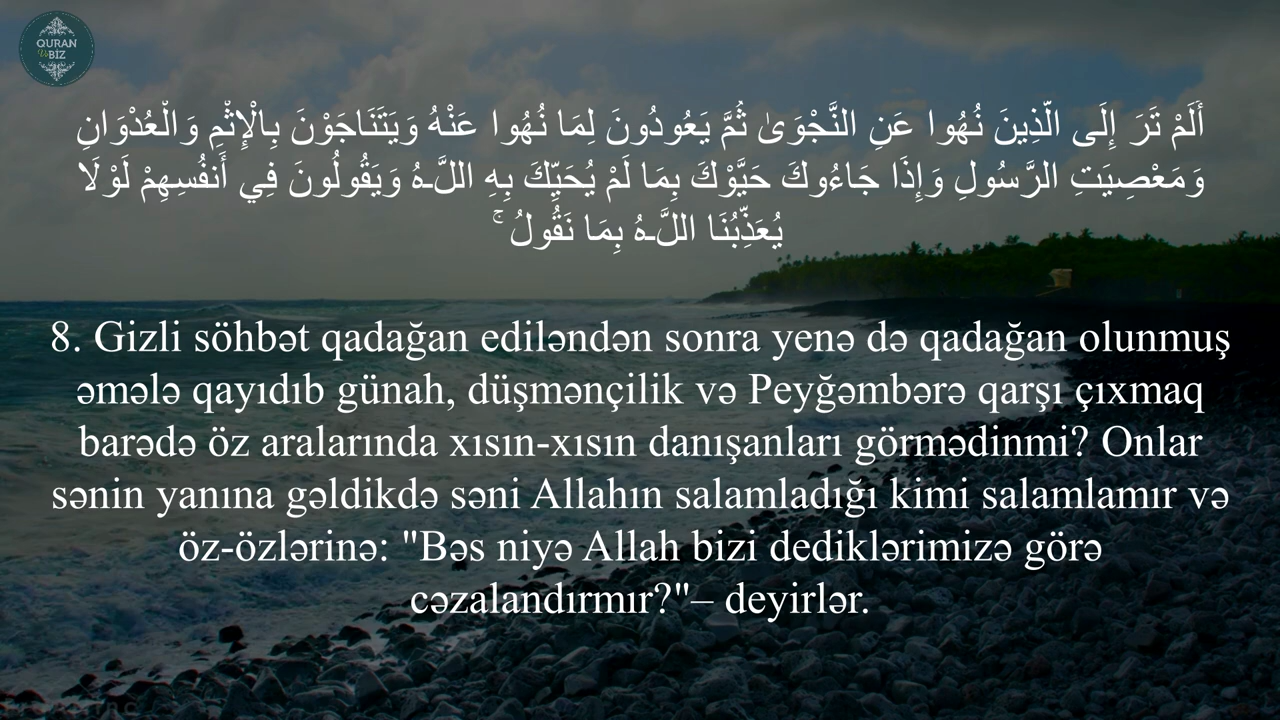 QURAN
Və
BİZ
أَلَمْ تَرَ إِلَى الَّذِينَ نُهُوا عَنِ النَّجْوَىٰ ثُمَّ يَعُودُونَ لِمَا نُهُوا عَنْهُ وَيَتَنَاجَوْنَ بِالْإِثْمِ وَالْعُدْوَانِ
وَمَعْصِيَتِ الرَّسُولِ وَإِذَا جَاءُوكَ حَيَّوْكَ بِمَا لَمْ يُحَيِّكَ بِهِ اللَّـهُ وَيَقُولُونَ فِي أَنفُسِهِمْ لَوْلَا
يُعَذِّبُنَا اللَّـهُ بِمَا نَقُولُ ۚ
8. Gizli söhbət qadağan ediləndən sonra yenə də qadağan olunmuş
əmələ qayıdıb günah, düşmənçilik və Peyğəmbərə qarşı çıxmaq
barədə öz aralarında xısın-xısın danışanları görmədinmi? Onlar
sənin yanına gəldikdə səni Allahın salamladığı kimi salamlamır və
öz-özlərinə: "Bəs niyə Allah bizi dediklərimizə görə
cəzalandırmır?"– deyirlər.